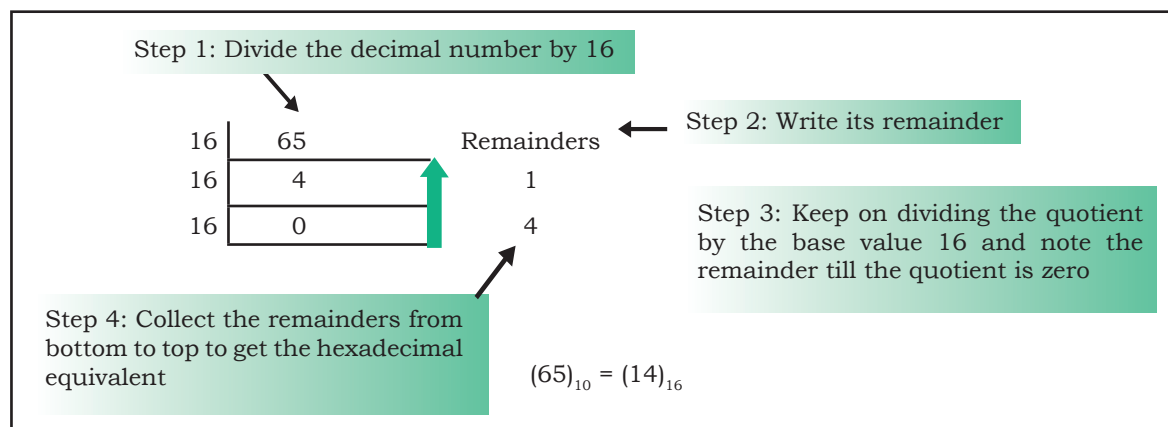 Step 1: Divide the decimal number by 16
16 65 Remainders
Step 2: Write its remainder
16 4 1
16 0 4
Step 3: Keep on dividing the quotient
by the base value 16 and note the
remainder till the quotient is zero
Step 4: Collect the remainders from
bottom to top to get the hexadecimal
equivalent
(65)₁₀ = (14)₁₆